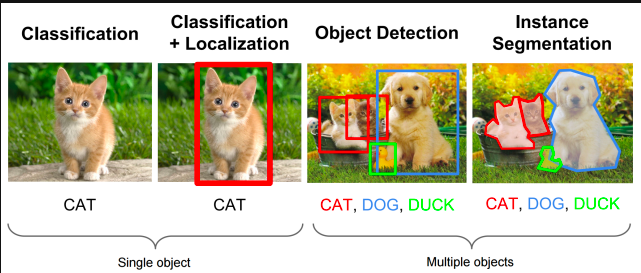 Classification
Classification
+ Localization
Object Detection
Instance
Segmentation
CAT
CAT
CAT, DOG, DUCK
CAT, DOG, DUCK
Single object
Multiple objects